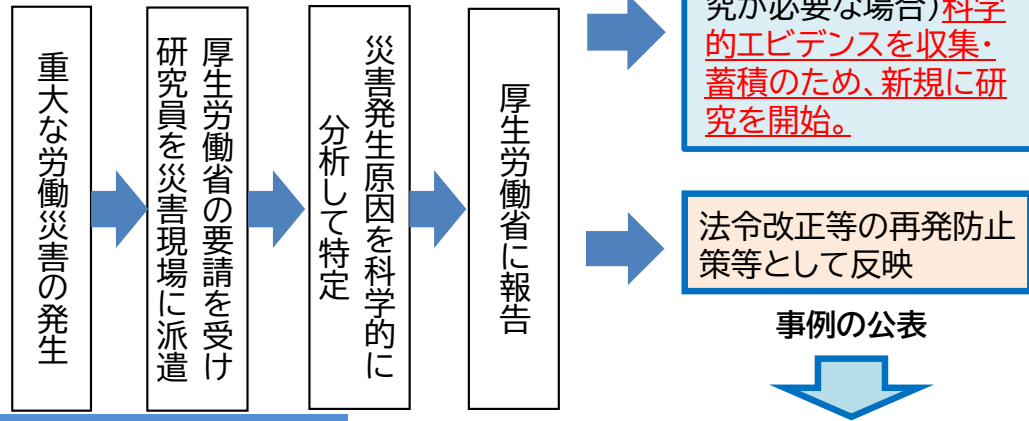 重大な労働災害の発生
厚生労働省の要請を受け
研究員を災害現場に派遣
災害発生原因を科学的に
分析して特定
厚生労働省に報告
究が必要な場合)科学
的エビデンスを収集・
蓄積のため、新規に研
究を開始。
法令改正等の再発防止
策等として反映
事例の公表